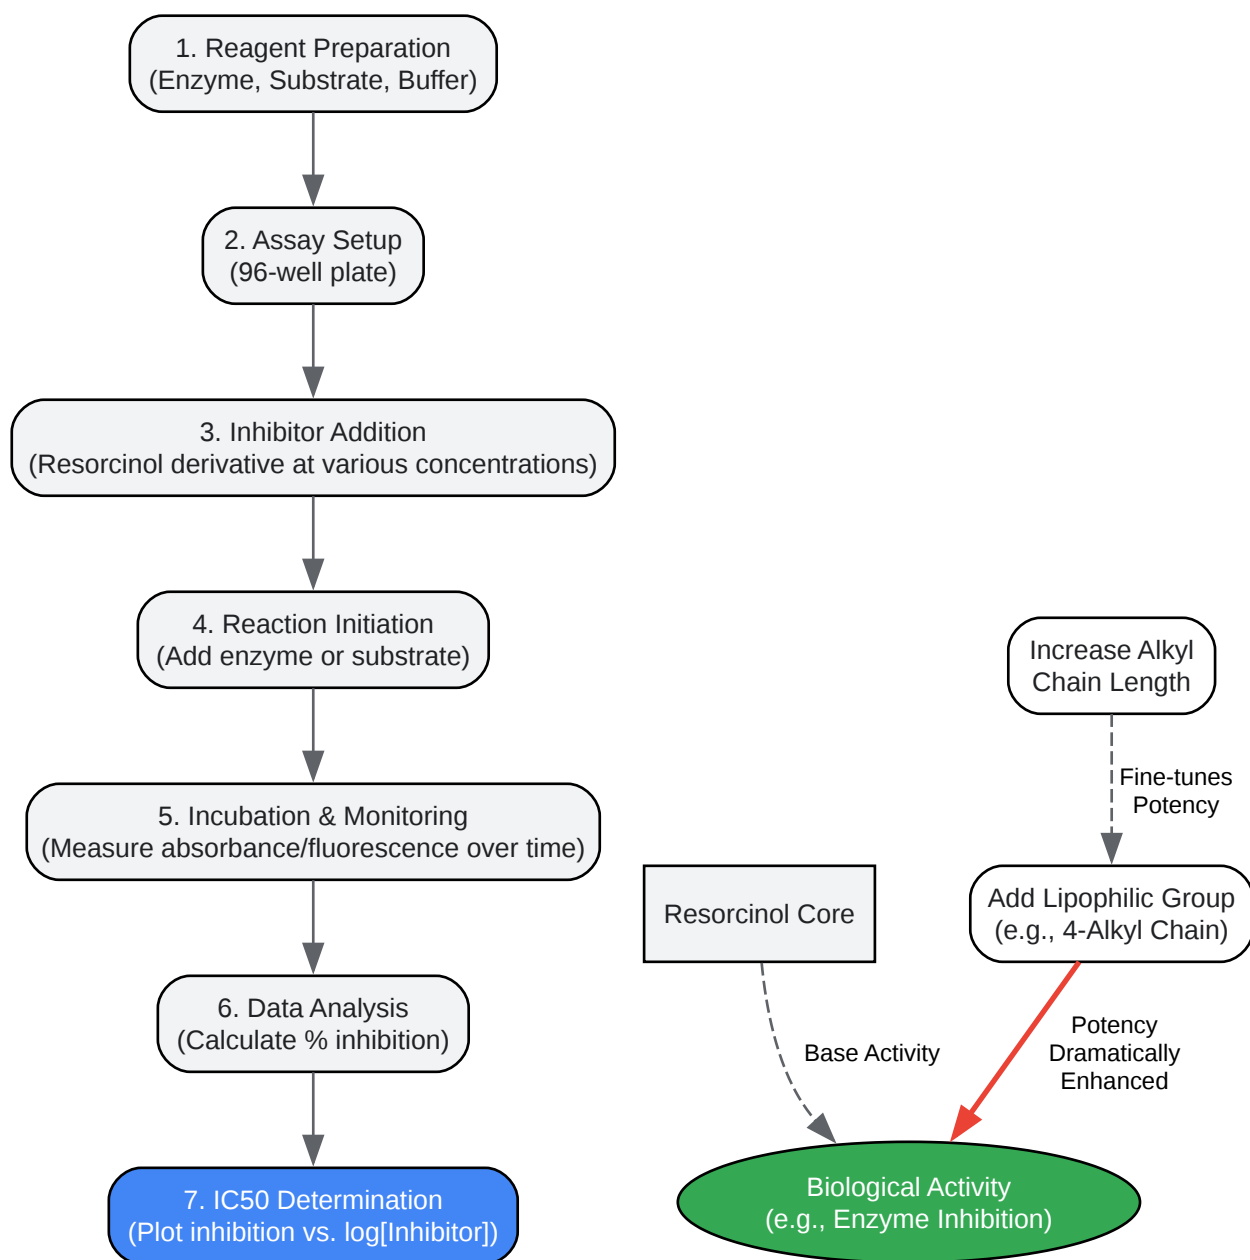 1. Reagent Preparation
(Enzyme, Substrate, Buffer)
2. Assay Setup
(96-well plate)
3. Inhibitor Addition
(Resorcinol derivative at various concentrations)
4. Reaction Initiation
(Add enzyme or substrate)
5. Incubation & Monitoring
(Measure absorbance/fluorescence over time)
6. Data Analysis
(Calculate % inhibition)
7. IC50 Determination
(Plot inhibition vs. log[Inhibitor])
Increase Alkyl
Chain Length
Fine-tunes
Potency
Resorcinol Core
Add Lipophilic Group
(e.g., 4-Alkyl Chain)
Base Activity
Potency
Dramatically
Enhanced
Biological Activity
(e.g., Enzyme Inhibition)